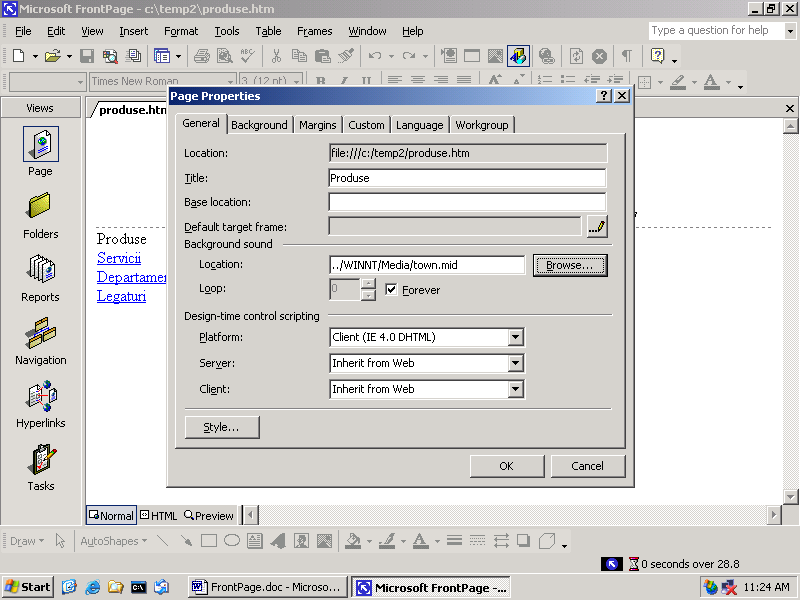 Microsoft FrontPage - c:\temp2\produse.htm
File Edit View Insert Format Tools Table Frames Window Help
Type a question for help
Times New Roman 3 (12 pt) B I U
Views
Page
Folders
Reports
Navigation
Hyperlinks
Tasks
/produse.htm
Produse
Servicii
Departamen
Legaturi
Page Properties
General Background Margins Custom Language Workgroup
Location: file:///c:/temp2/produse.htm
Title: Produse
Base location:
Default target frame:
Background sound
Location: ../WINNT/Media/town.mid Browse...
Loop: 0 Forever
Design-time control scripting
Platform: Client (IE 4.0 DHTML)
Server: Inherit from Web
Client: Inherit from Web
Style...
OK Cancel
Normal HTML Preview
Draw AutoShapes
0 seconds over 28.8
Start FrontPage.doc - Microso... Microsoft FrontPage -... 11:24 AM